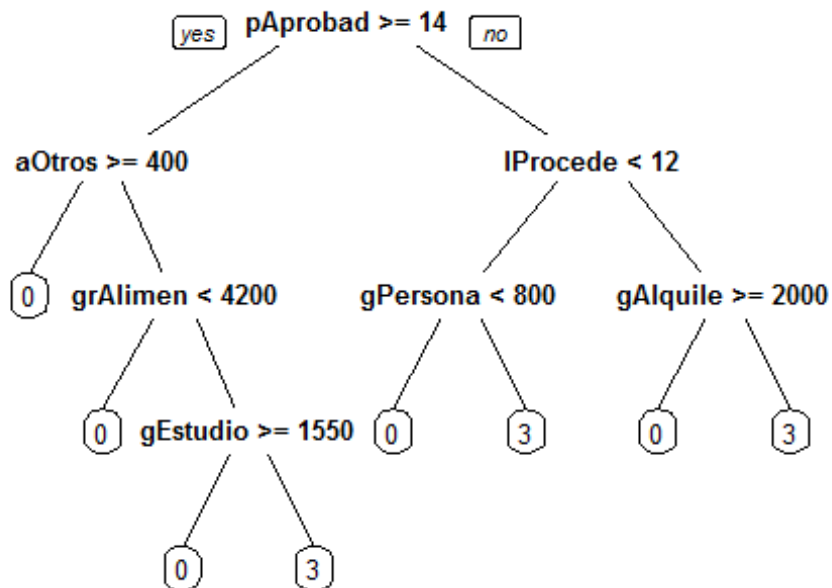 yes pAprobad >= 14 no
aOtros >= 400 lProcede < 12
0 grAlimen < 4200 gPersona < 800 gAlquile >= 2000
0 gEstudio >= 1550 0 3 0 3
0 3